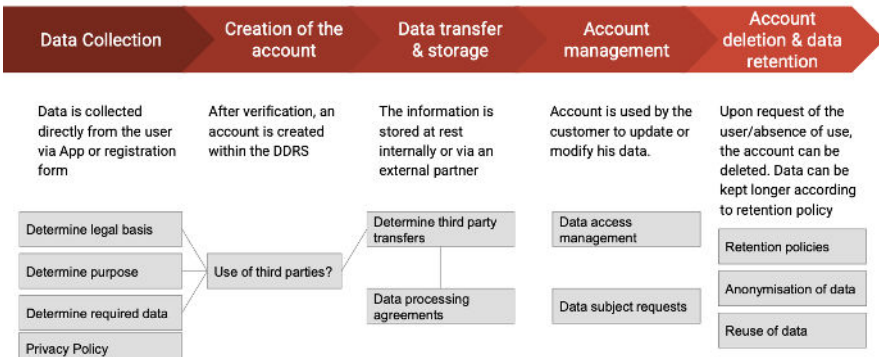 Data Collection
Creation of the
account
Data transfer
& storage
Account
management
Account
deletion & data
retention
Data is collected
directly from the user
via App or registration
form
After verification, an
account is created
within the DDRS
The information is
stored at rest
internally or via an
external partner
Account is used by the
customer to update or
modify his data.
Upon request of the
user/absence of use,
the account can be
deleted. Data can be
kept longer according
to retention policy
Determine legal basis
Determine purpose
Determine required data
Privacy Policy
Use of third parties?
Determine third party
transfers
Data processing
agreements
Data access
management
Data subject requests
Retention policies
Anonymisation of data
Reuse of data